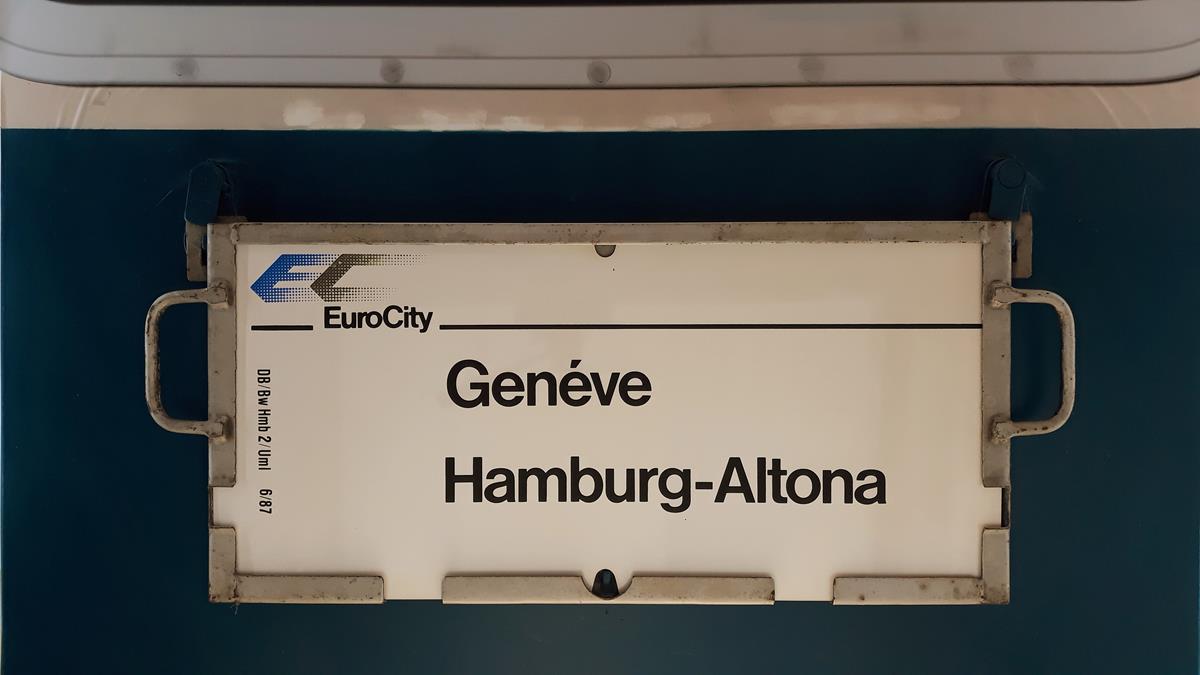 EC
EuroCity
Genéve
Hamburg-Altona
DB/Bw Hmb 2/Uml 6/87